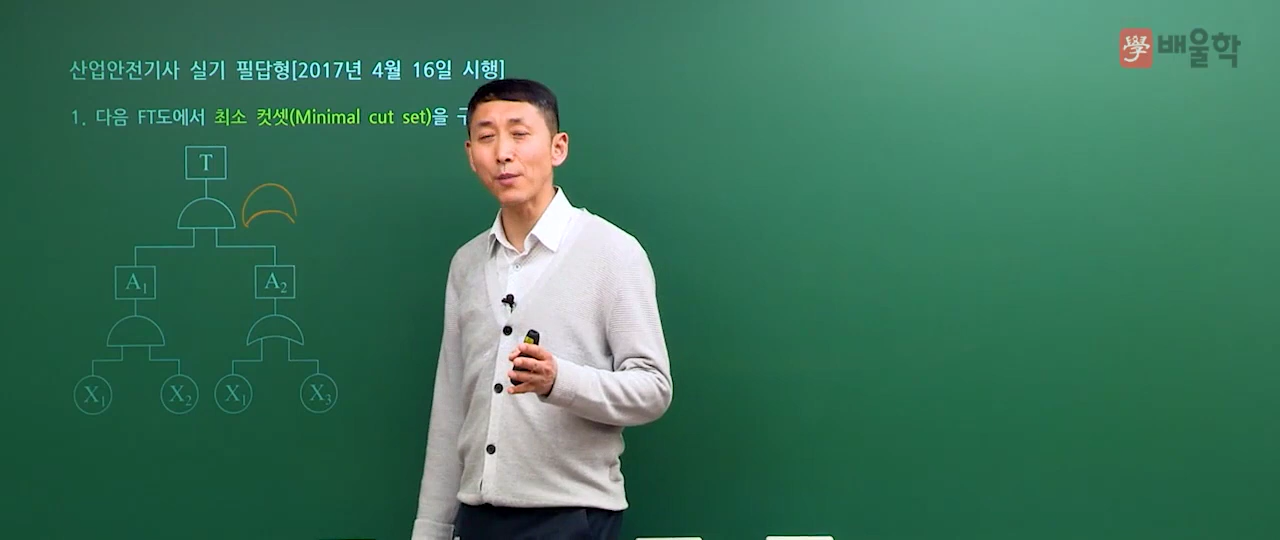 學 배울학
산업안전기사 실기 필답형[2017년 4월 16일 시행]
1. 다음 FT도에서 최소 컷셋(Minimal cut set)을 구
T
A₁ A₂
X₁ X₂ X₁ X₃